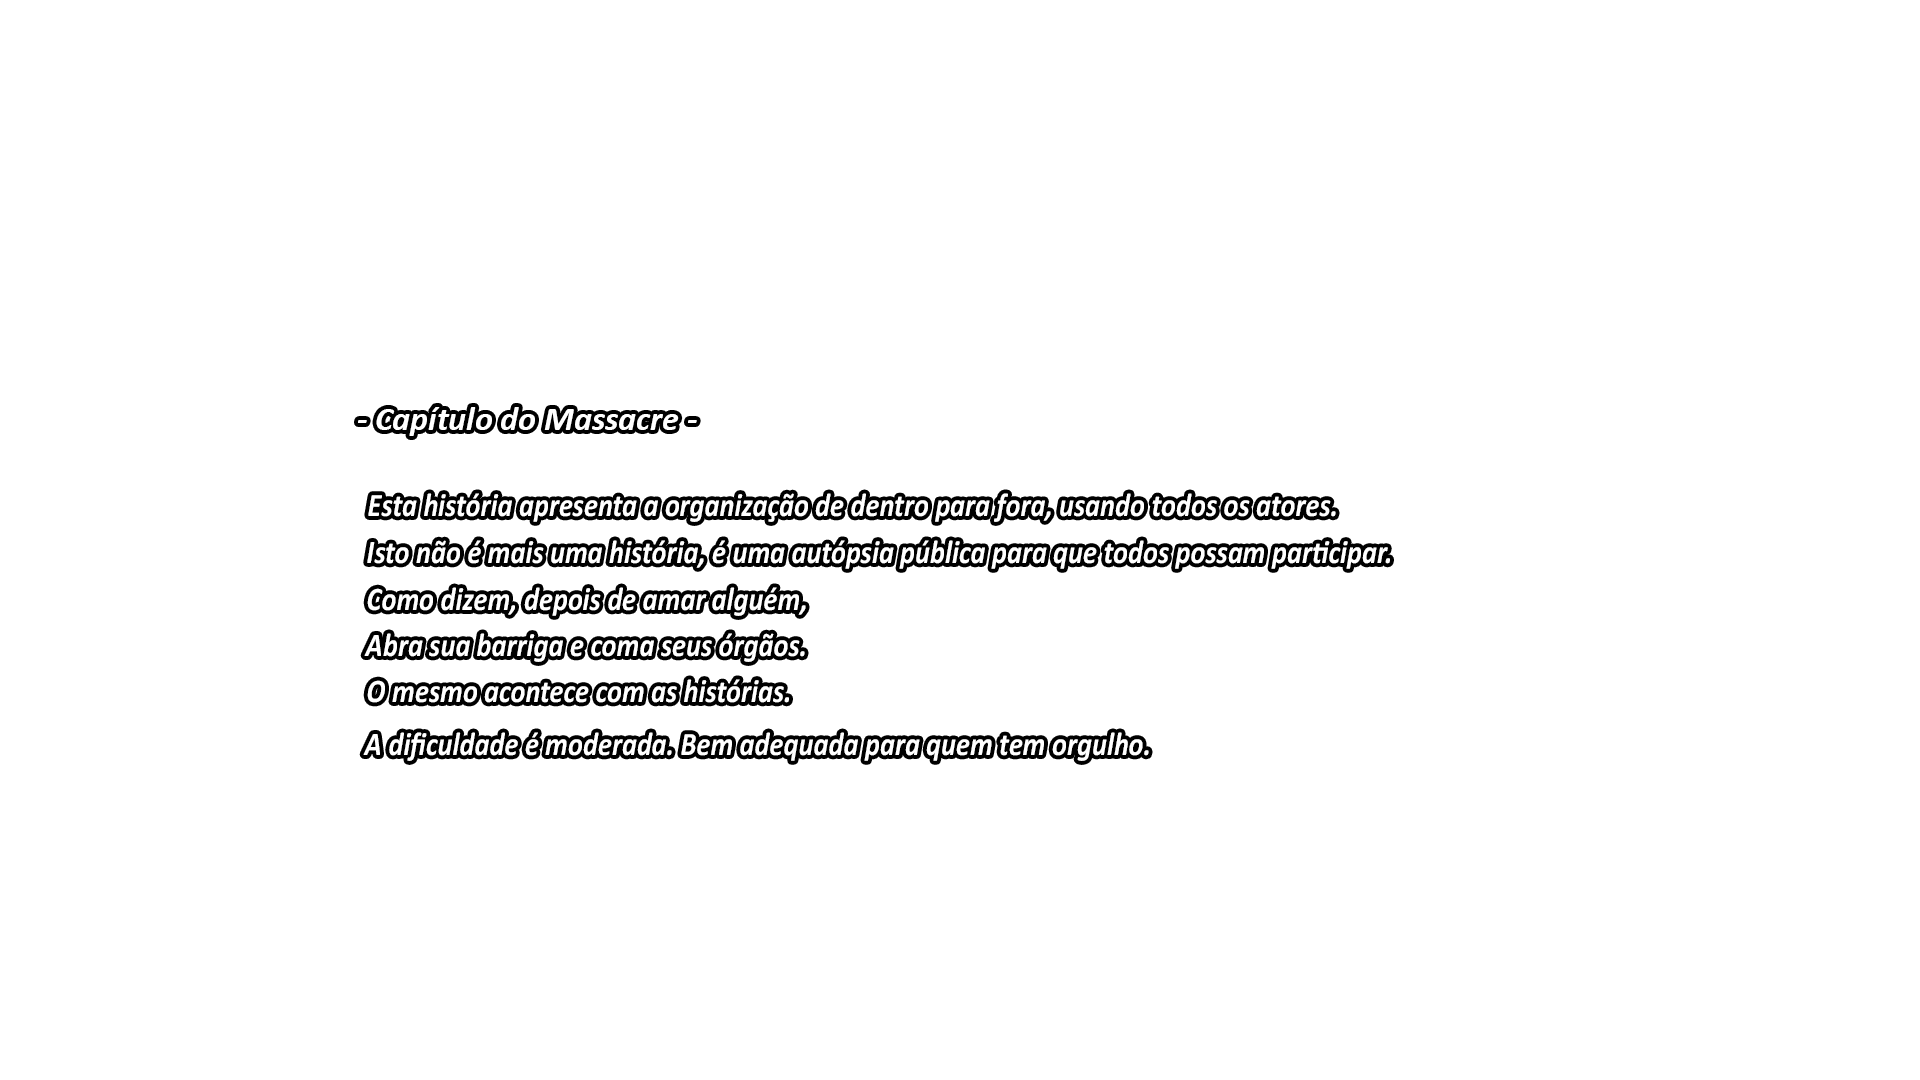 - Capítulo do Massacre -
Esta história apresenta a organização de dentro para fora, usando todos os atores.
Isto não é mais uma história, é uma autópsia pública para que todos possam participar.
Como dizem, depois de amar alguém,
Abra sua barriga e coma seus órgãos.
O mesmo acontece com as histórias.
A dificuldade é moderada. Bem adequada para quem tem orgulho.